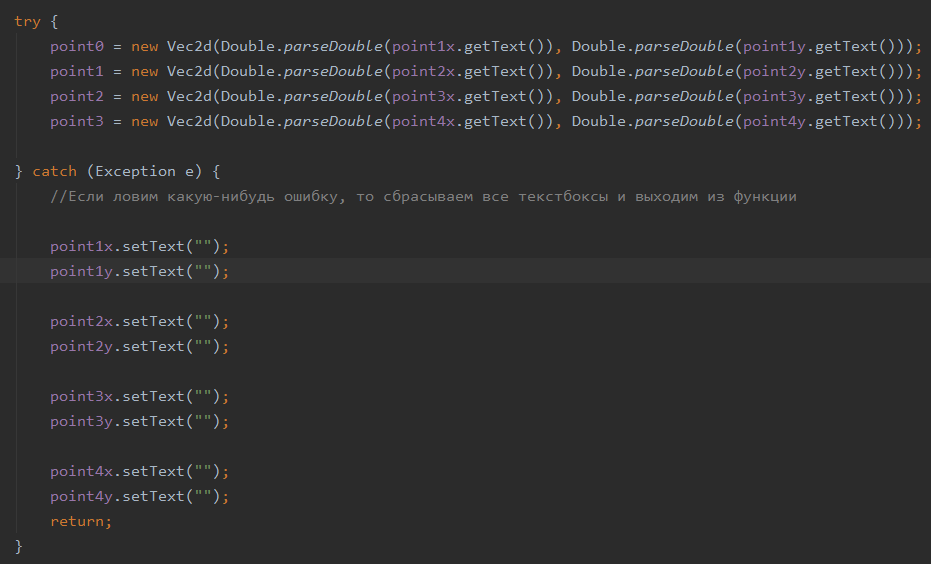 try {
point0 = new Vec2d(Double.parseDouble(point1x.getText()), Double.parseDouble(point1y.getText()));
point1 = new Vec2d(Double.parseDouble(point2x.getText()), Double.parseDouble(point2y.getText()));
point2 = new Vec2d(Double.parseDouble(point3x.getText()), Double.parseDouble(point3y.getText()));
point3 = new Vec2d(Double.parseDouble(point4x.getText()), Double.parseDouble(point4y.getText()));
} catch (Exception e) {
//Если ловим какую-нибудь ошибку, то сбрасываем все текстбоксы и выходим из функции
point1x.setText("");
point1y.setText("");
point2x.setText("");
point2y.setText("");
point3x.setText("");
point3y.setText("");
point4x.setText("");
point4y.setText("");
return;
}